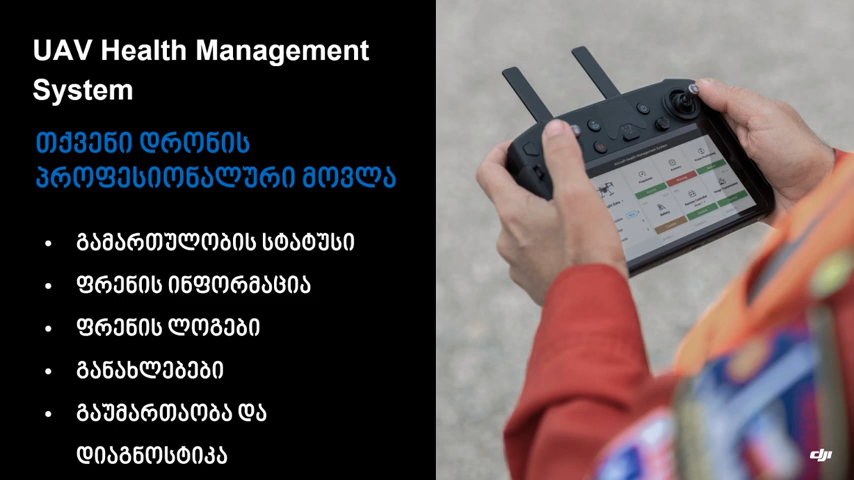 UAV Health Management
System
თქვენი დრონის
პროფესიონალური მოვლა
• გამართულობის სტატუსი
• ფრენის ინფორმაცია
• ფრენის ლოგები
• განახლებები
• გაუმართაობა და
დიაგნოსტიკა
dji